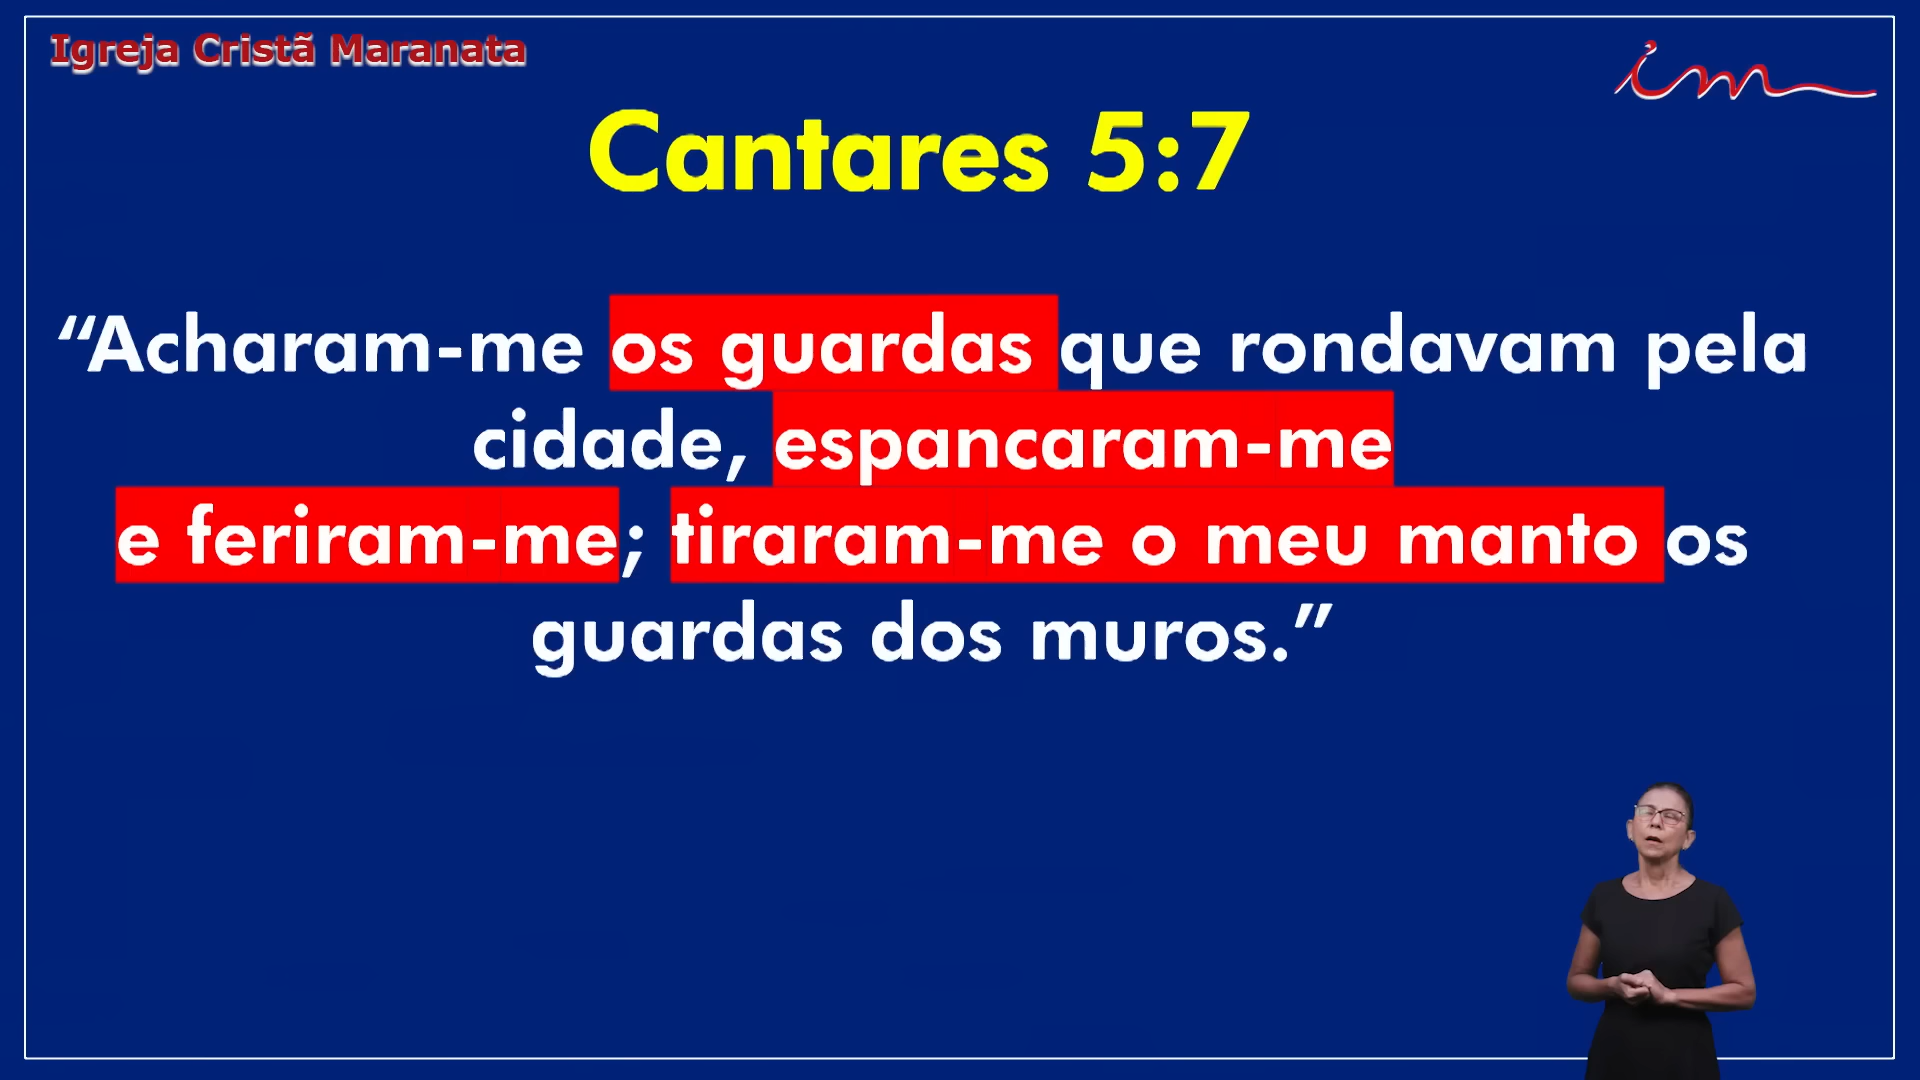 Igreja Cristã Maranata
im
Cantares 5:7
“Acharam-me os guardas que rondavam pela
cidade, espancaram-me
e feriram-me; tiraram-me o meu manto os
guardas dos muros.”